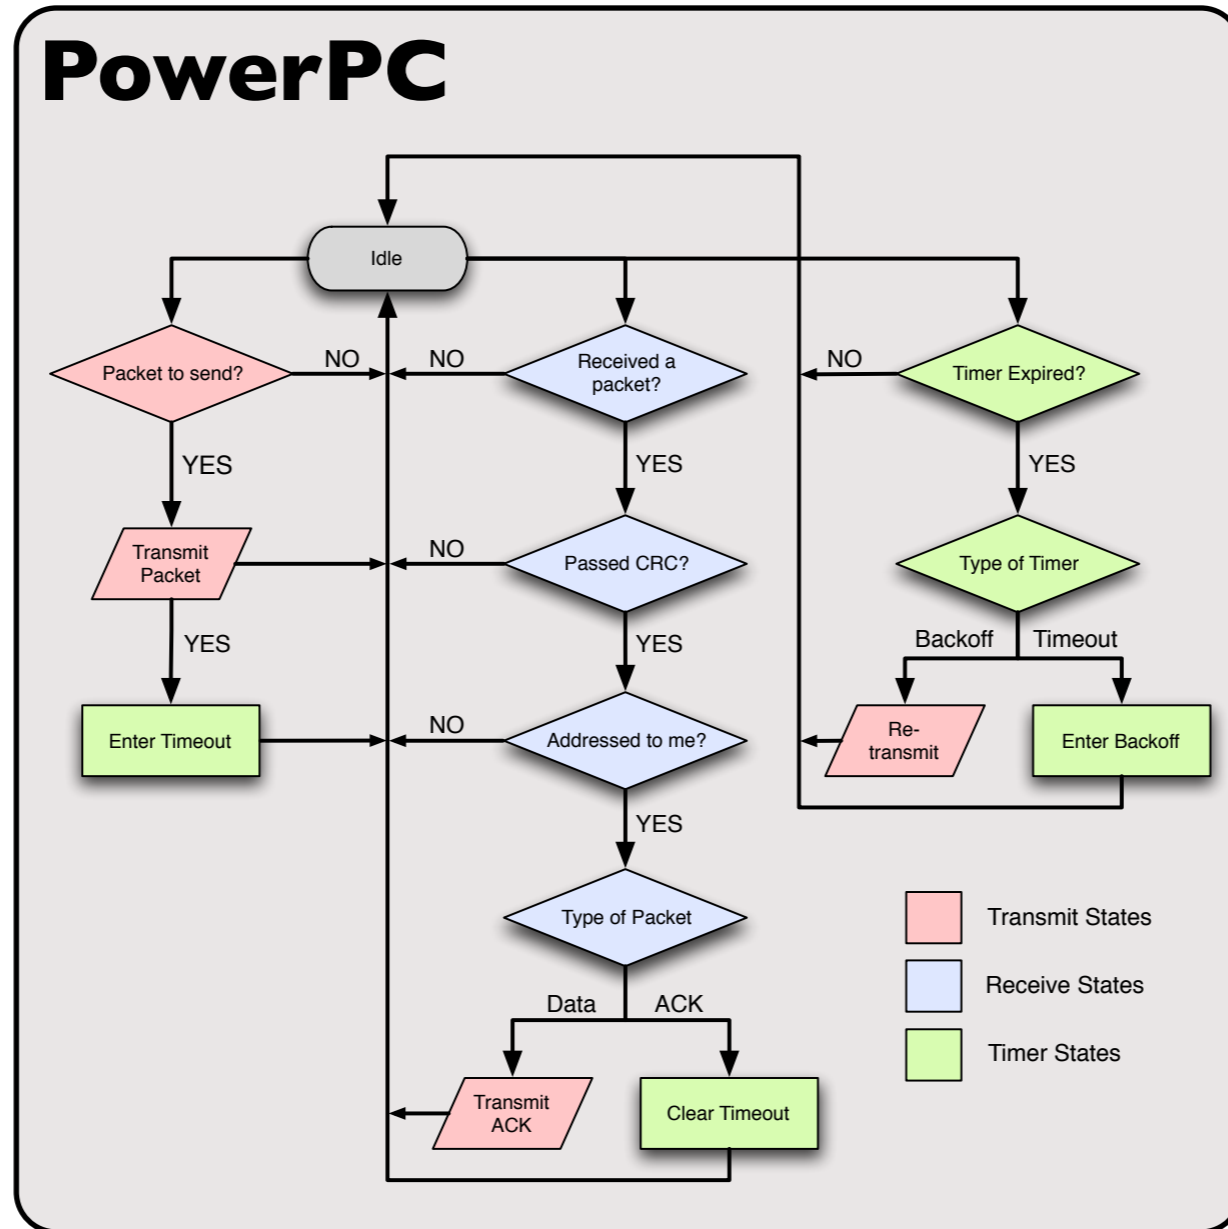 PowerPC
Idle
Packet to send?
NO
NO
Received a
packet?
NO
Timer Expired?
YES
YES
YES
Transmit
Packet
NO
Passed CRC?
Type of Timer
YES
YES
Backoff
Timeout
Enter Timeout
NO
Addressed to me?
Re-
transmit
Enter Backoff
YES
Type of Packet
Transmit States
Receive States
Data
ACK
Timer States
Transmit
ACK
Clear Timeout